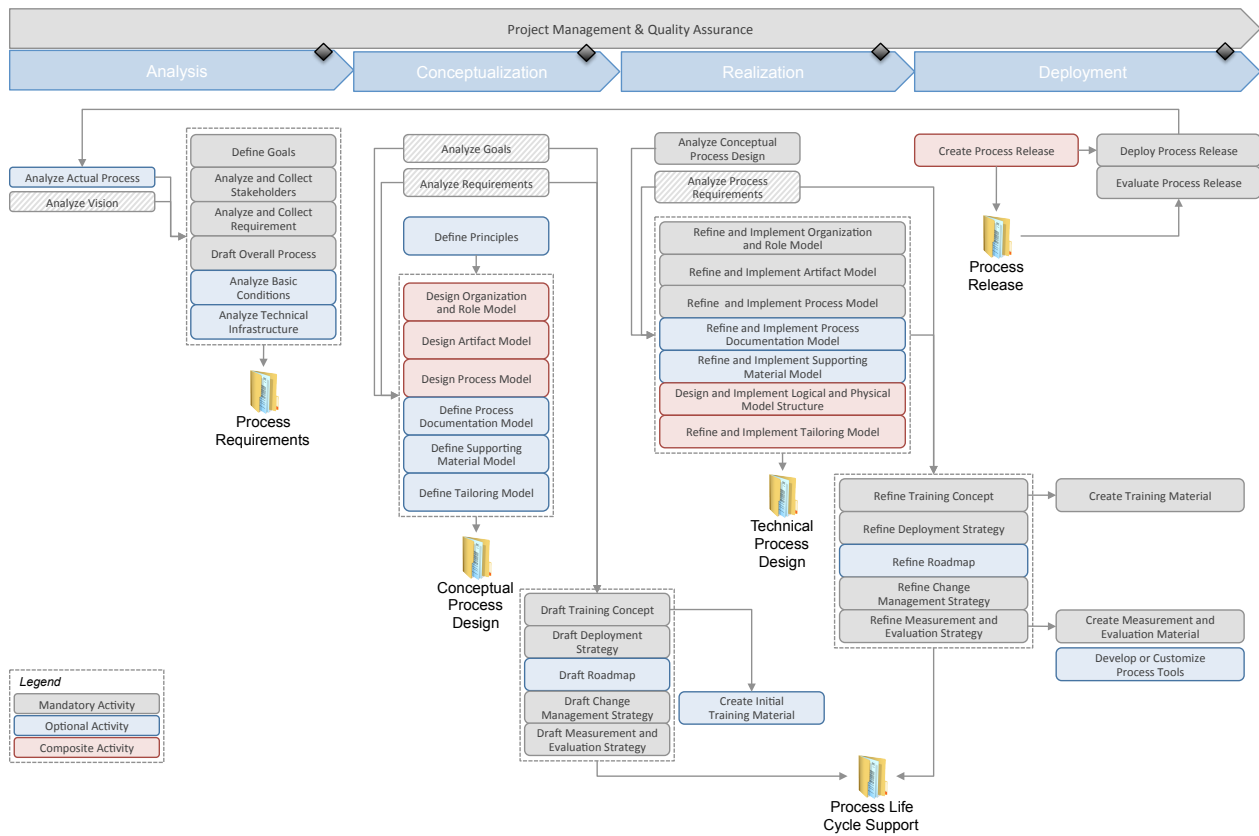 Project Management & Quality Assurance
Analysis
Conceptualization
Realization
Deployment
Define Goals
Analyze and Collect
Stakeholders
Analyze and Collect
Requirement
Draft Overall Process
Analyze Basic
Conditions
Analyze Technical
Infrastructure
Analyze Actual Process
Analyze Vision
Process
Requirements
Analyze Goals
Analyze Requirements
Define Principles
Design Organization
and Role Model
Design Artifact Model
Design Process Model
Define Process
Documentation Model
Define Supporting
Material Model
Define Tailoring Model
Conceptual
Process
Design
Draft Training Concept
Draft Deployment
Strategy
Draft Roadmap
Draft Change
Management Strategy
Draft Measurement and
Evaluation Strategy
Create Initial
Training Material
Analyze Conceptual
Process Design
Analyze Process
Requirements
Refine and Implement Organization
and Role Model
Refine and Implement Artifact Model
Refine and Implement Process Model
Refine and Implement Process
Documentation Model
Refine and Implement Supporting
Material Model
Design and Implement Logical and Physical
Model Structure
Refine and Implement Tailoring Model
Technical
Process
Design
Create Process Release
Deploy Process Release
Evaluate Process Release
Process
Release
Refine Training Concept
Refine Deployment Strategy
Refine Roadmap
Refine Change
Management Strategy
Refine Measurement and
Evaluation Strategy
Create Training Material
Create Measurement and
Evaluation Material
Develop or Customize
Process Tools
Process Life
Cycle Support
Legend
Mandatory Activity
Optional Activity
Composite Activity